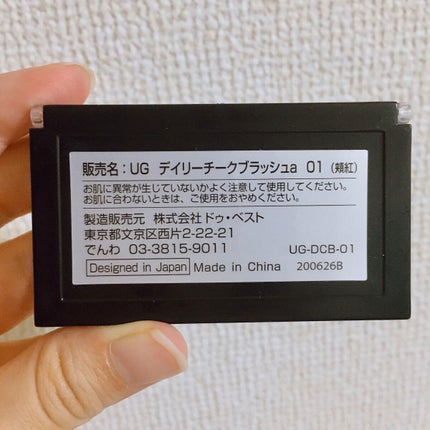 販売名：UG デイリーチークブラッシュa 01（頬紅）
お肌に異常が生じていないかよく注意して使用してください。
お肌に合わないときは、ご使用をおやめください。
製造販売元 株式会社ドゥ・ベスト
東京都文京区西片2-22-21
でんわ 03-3815-9011 UG-DCB-01
Designed in Japan Made in China 200626B